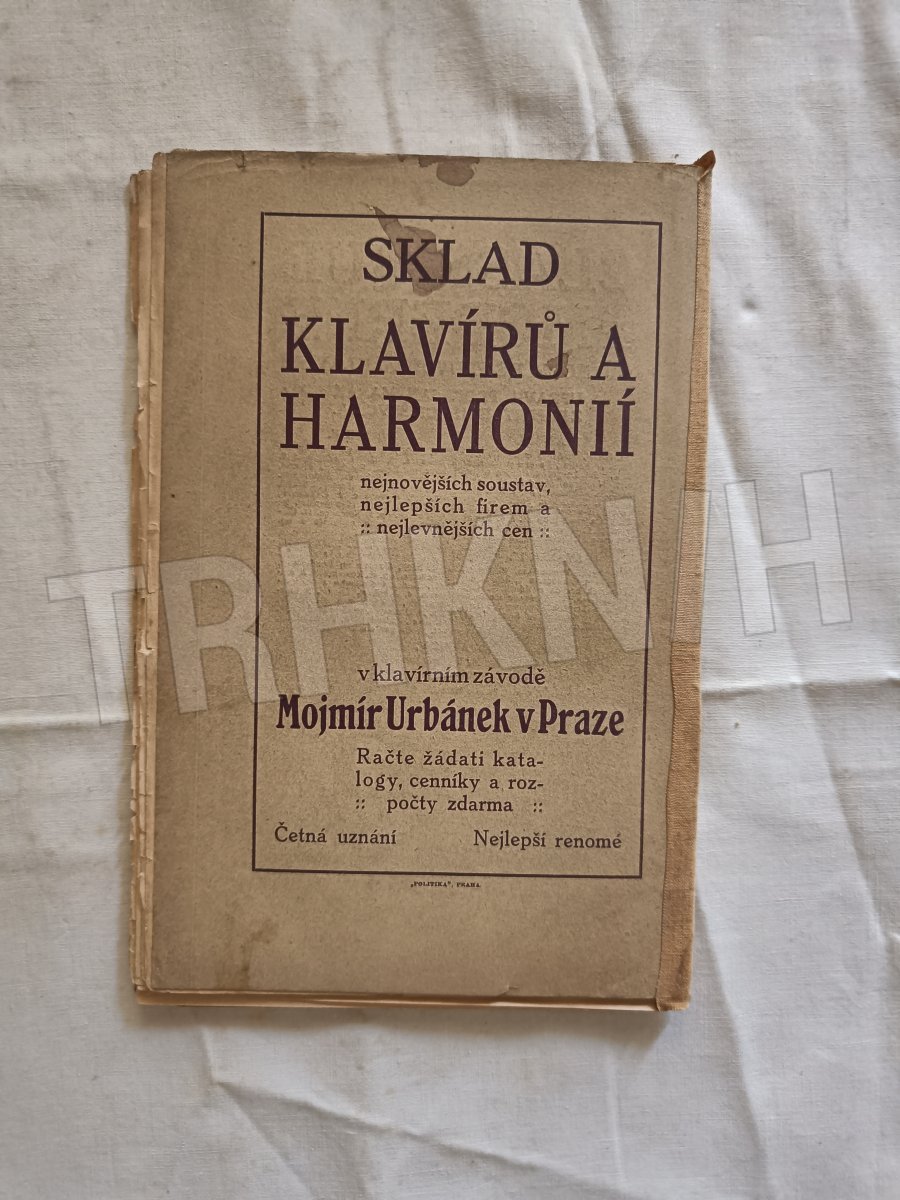 SKLAD
KLAVÍRŮ A
HARMONIÍ
nejnovějších soustav,
nejlepších firem a
:: nejlevnějších cen ::
TRHKNIH
v klavírním závodě
Mojmír Urbánek v Praze
Račte žádati kata-
logy, cenníky a roz-
:: počty zdarma ::
Četná uznání Nejlepší renomé
„POLITIKA“, PRAHA.